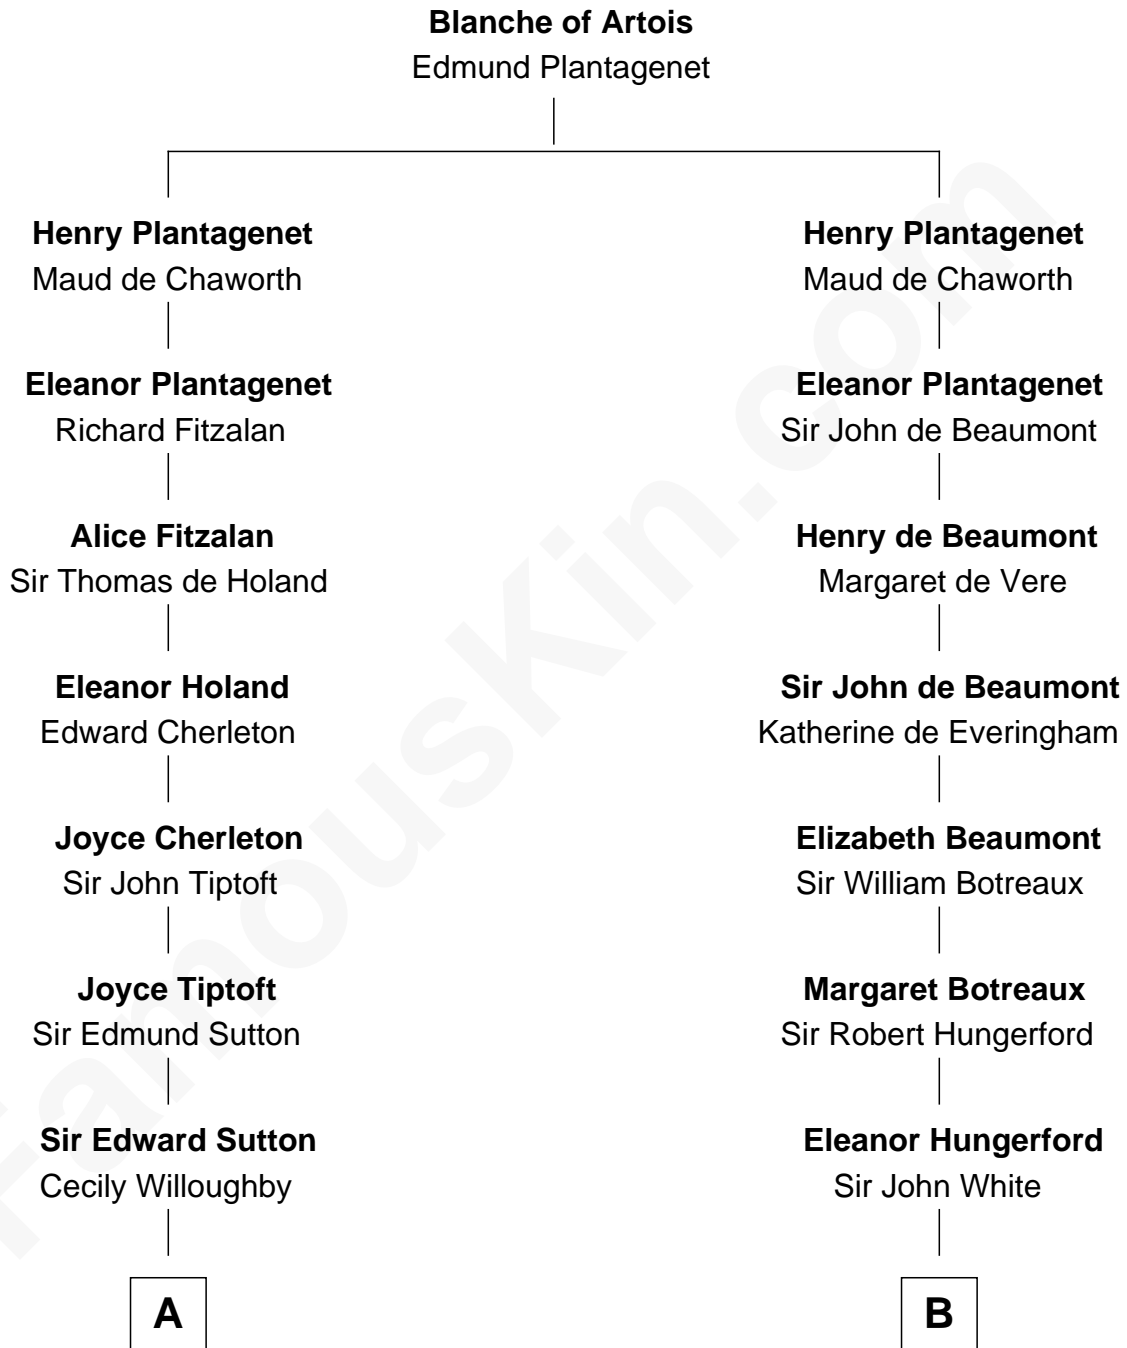 Blanche of Artois
Edmund Plantagenet
Henry Plantagenet
Maud de Chaworth
Henry Plantagenet
Maud de Chaworth
Eleanor Plantagenet
Richard Fitzalan
Eleanor Plantagenet
Sir John de Beaumont
Alice Fitzalan
Sir Thomas de Holand
Henry de Beaumont
Margaret de Vere
Eleanor Holand
Edward Cherleton
Sir John de Beaumont
Katherine de Everingham
Joyce Cherleton
Sir John Tiptoft
Elizabeth Beaumont
Sir William Botreaux
Joyce Tiptoft
Sir Edmund Sutton
Margaret Botreaux
Sir Robert Hungerford
Sir Edward Sutton
Cecily Willoughby
Eleanor Hungerford
Sir John White
A
B
FamousKin.com